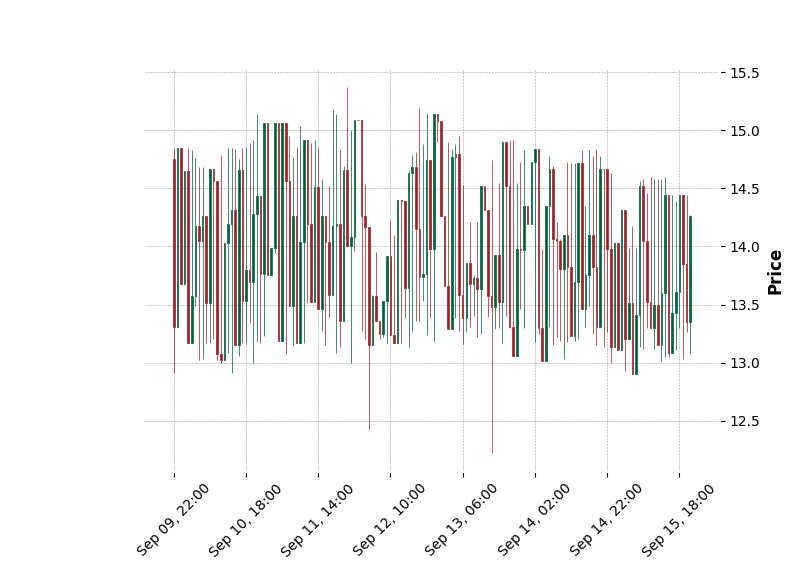 15.5
15.0
14.5
14.0
13.5
13.0
12.5
Price
Sep 09, 22:00
Sep 10, 18:00
Sep 11, 14:00
Sep 12, 10:00
Sep 13, 06:00
Sep 14, 02:00
Sep 14, 22:00
Sep 15, 18:00